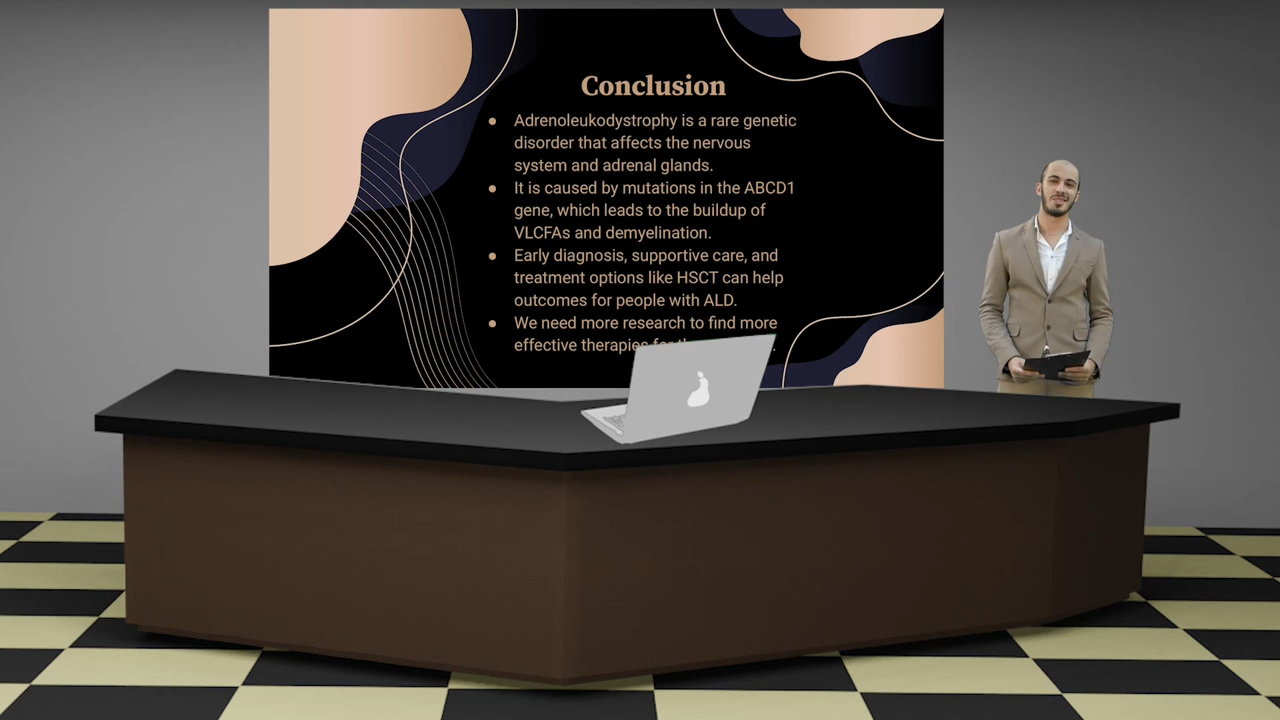 Conclusion
● Adrenoleukodystrophy is a rare genetic
disorder that affects the nervous
system and adrenal glands.
● It is caused by mutations in the ABCD1
gene, which leads to the buildup of
VLCFAs and demyelination.
● Early diagnosis, supportive care, and
treatment options like HSCT can help
outcomes for people with ALD.
● We need more research to find more
effective therapies